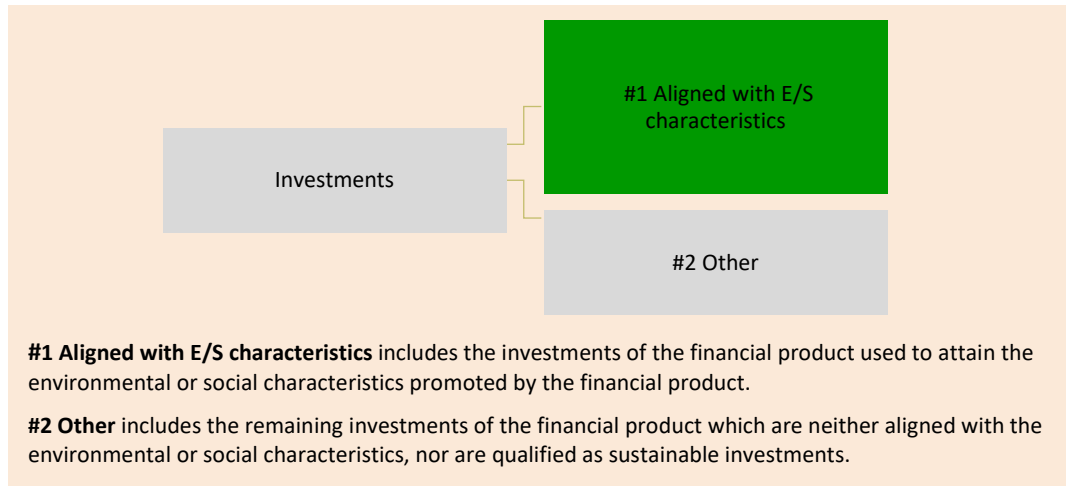 #1 Aligned with E/S
characteristics
Investments
#2 Other
#1 Aligned with E/S characteristics includes the investments of the financial product used to attain the
environmental or social characteristics promoted by the financial product.
#2 Other includes the remaining investments of the financial product which are neither aligned with the
environmental or social characteristics, nor are qualified as sustainable investments.